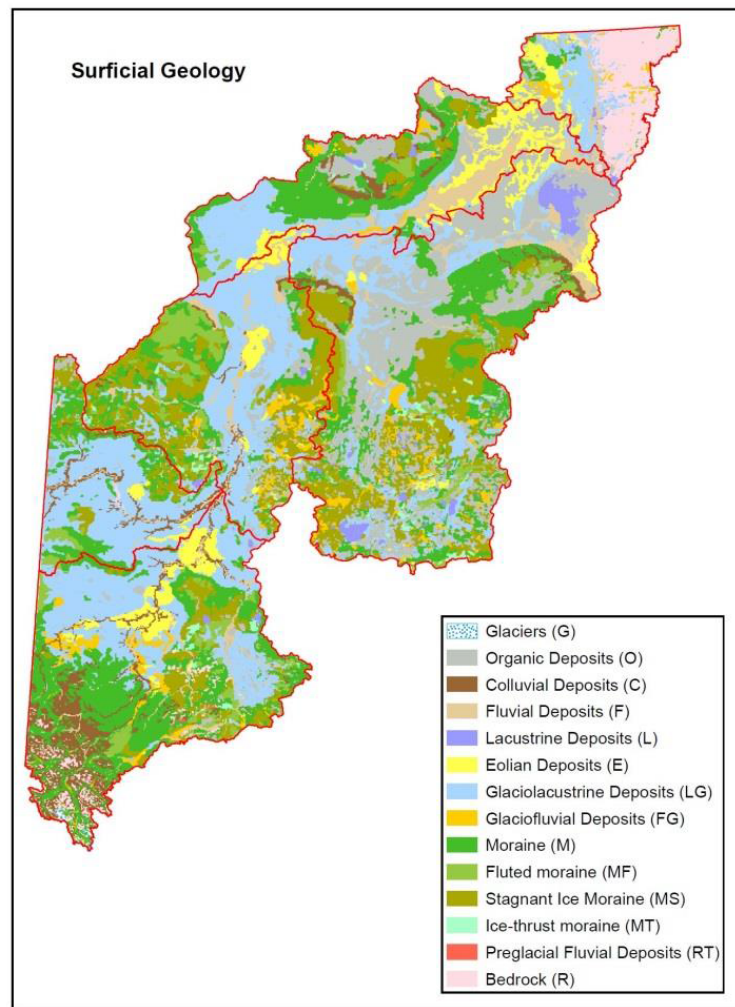 Surficial Geology
Glaciers (G)
Organic Deposits (O)
Colluvial Deposits (C)
Fluvial Deposits (F)
Lacustrine Deposits (L)
Eolian Deposits (E)
Glaciolacustrine Deposits (LG)
Glaciofluvial Deposits (FG)
Moraine (M)
Fluted moraine (MF)
Stagnant Ice Moraine (MS)
Ice-thrust moraine (MT)
Preglacial Fluvial Deposits (RT)
Bedrock (R)